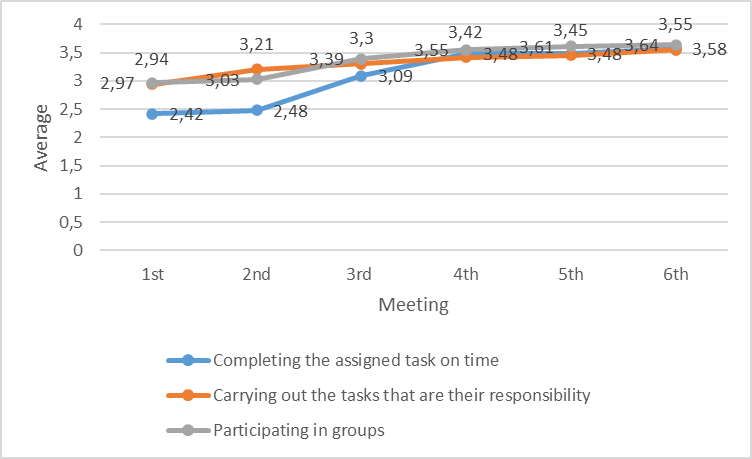 4
3,5
3
2,5
2
1,5
1
0,5
0
Average
2,94 3,21 3,3 3,42 3,45 3,55
2,97 3,03 3,39 3,55 3,61 3,64
2,42 2,48 3,09 3,48 3,48 3,58
1st 2nd 3rd 4th 5th 6th
Meeting
Completing the assigned task on time
Carrying out the tasks that are their responsibility
Participating in groups